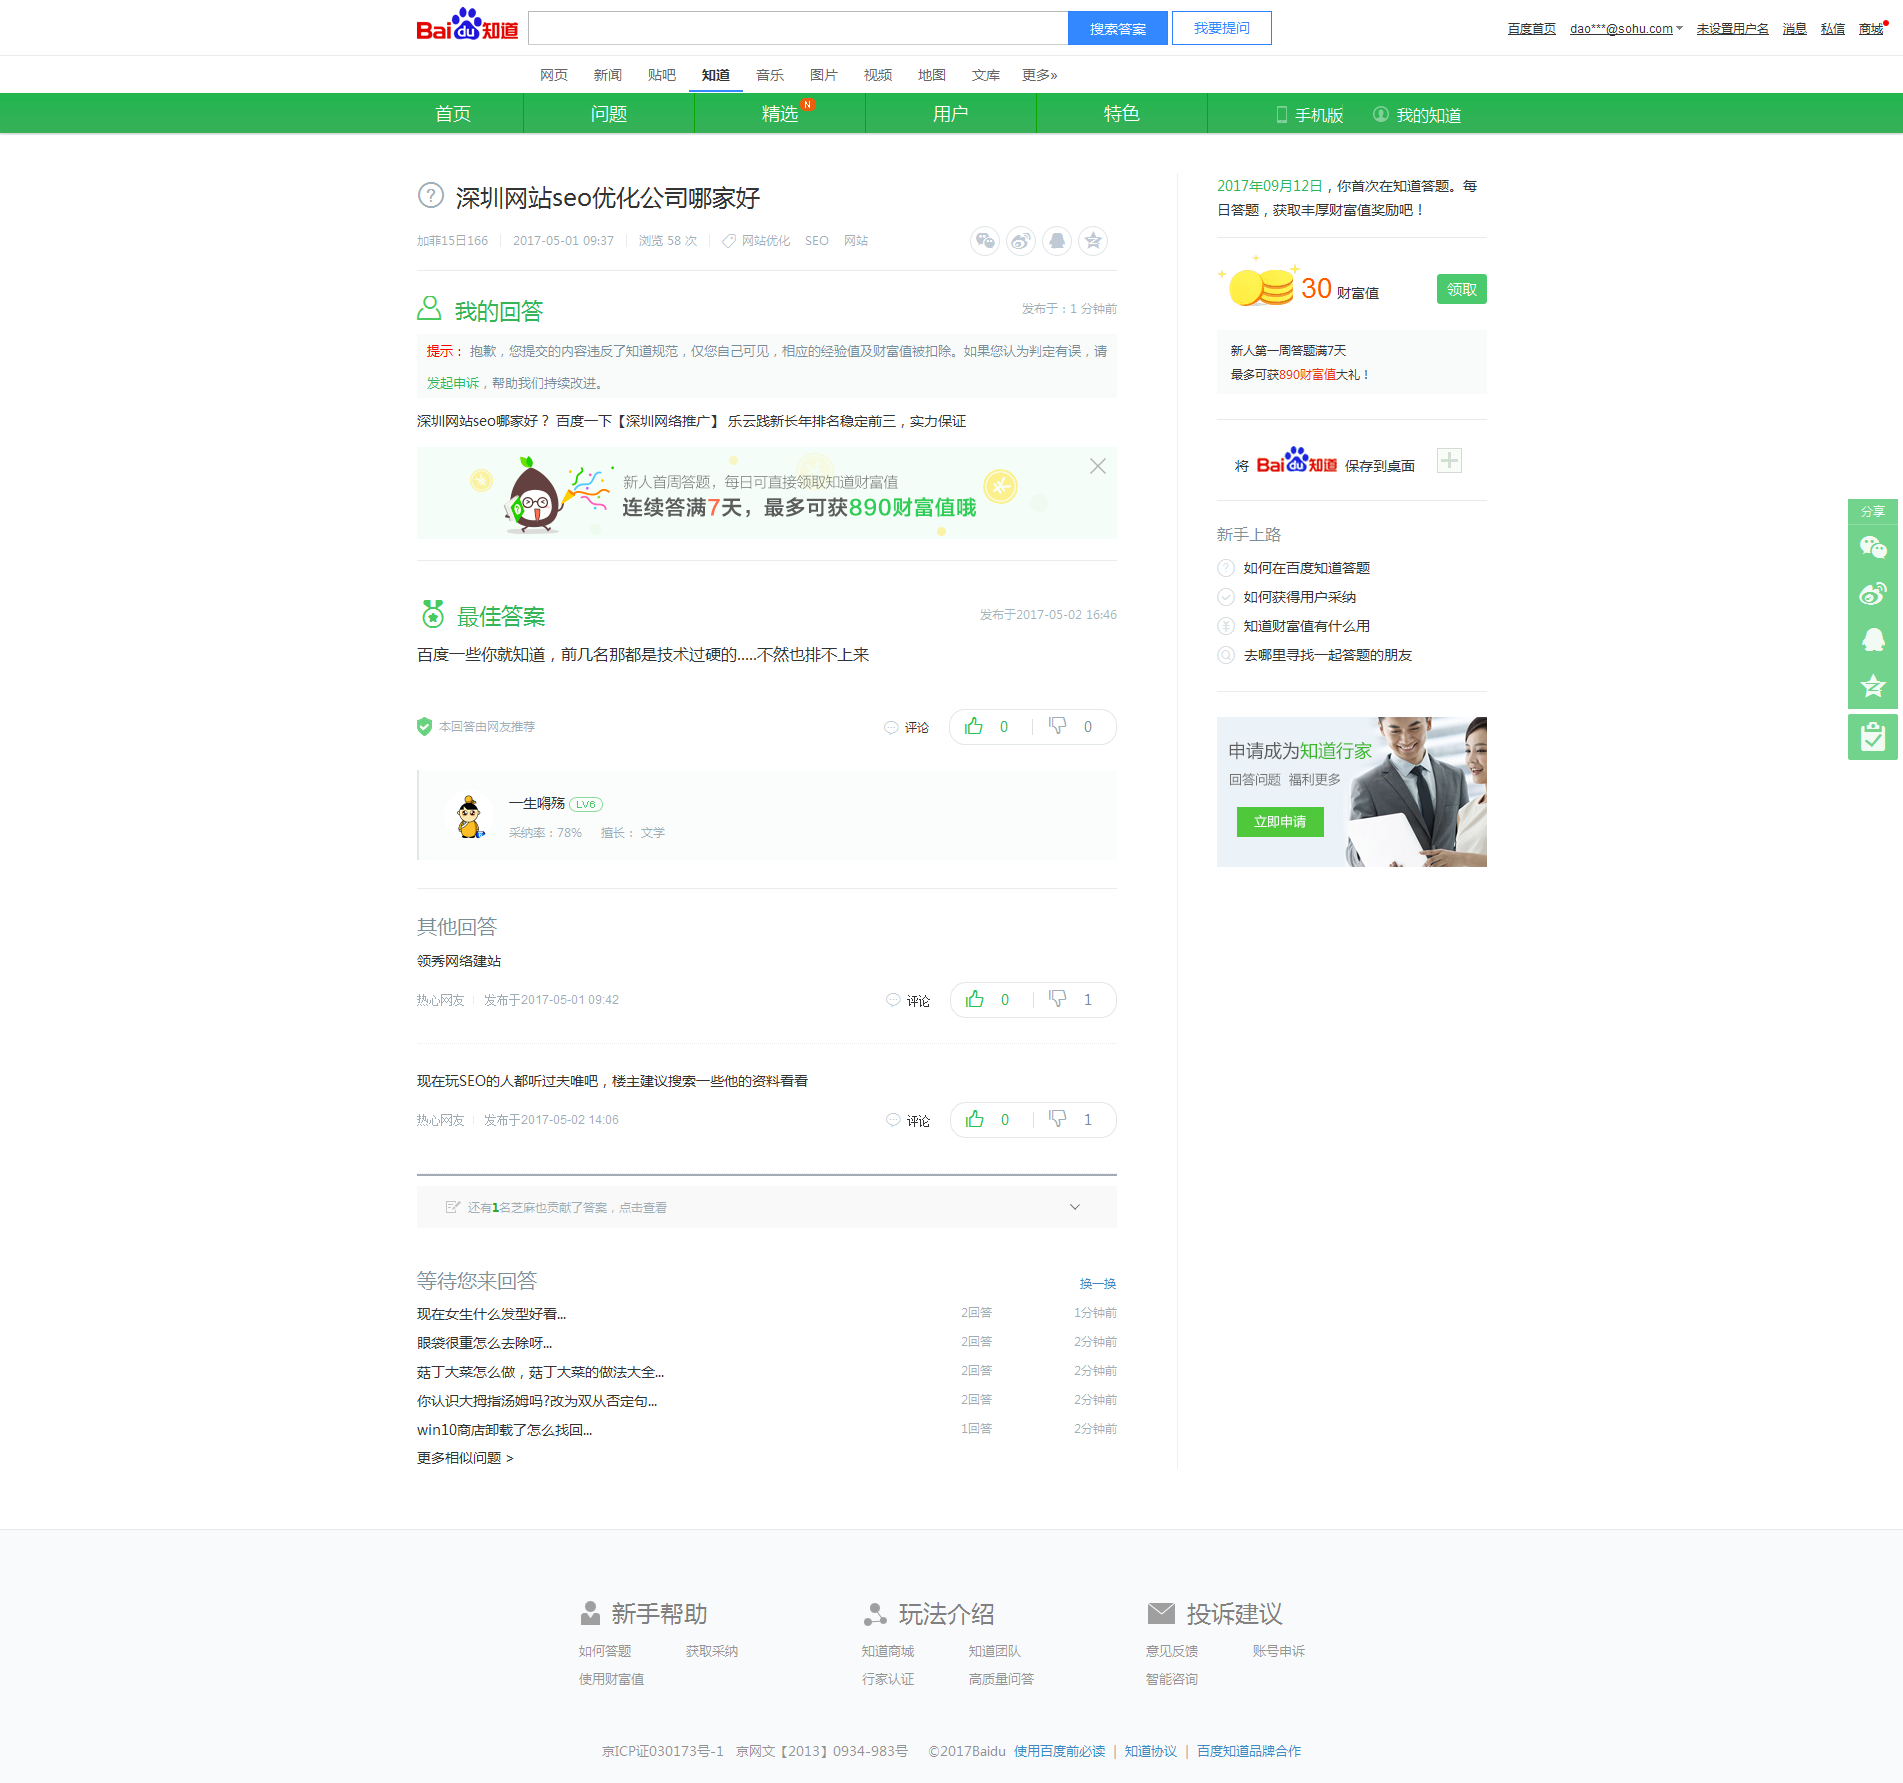 Bai du 知道
搜索答案
我要提问
百度首页 dao***@sohu.com 未设置用户名 消息 私信 商城
网页 新闻 贴吧 知道 音乐 图片 视频 地图 文库 更多»
首页 问题 精选 N 用户 特色 手机版 我的知道
深圳网站seo优化公司哪家好
加菲15日166 2017-05-01 09:37 浏览 58 次 网站优化 SEO 网站
我的回答
发布于：1 分钟前
提示： 抱歉，您提交的内容违反了知道规范，仅您自己可见，相应的经验值及财富值被扣除。如果您认为判定有误，请
发起申诉，帮助我们持续改进。
深圳网站seo哪家好？ 百度一下【深圳网络推广】 乐云践新长年排名稳定前三，实力保证
新人首周答题，每日可直接领取知道财富值
连续答满7天，最多可获890财富值哦
最佳答案
发布于2017-05-02 16:46
百度一些你就知道，前几名那都是技术过硬的.....不然也排不上来
本回答由网友推荐
评论 0 0
一生嘚殇 LV6
采纳率：78% 擅长： 文学
其他回答
领秀网络建站
热心网友 发布于2017-05-01 09:42
评论 0 1
现在玩SEO的人都听过夫唯吧，楼主建议搜索一些他的资料看看
热心网友 发布于2017-05-02 14:06
评论 0 1
还有1名芝麻也贡献了答案，点击查看
等待您来回答
换一换
现在女生什么发型好看... 2回答 1分钟前
眼袋很重怎么去除呀... 2回答 2分钟前
菇丁大菜怎么做，菇丁大菜的做法大全... 2回答 2分钟前
你认识大拇指汤姆吗?改为双从否定句... 2回答 2分钟前
win10商店卸载了怎么找回... 1回答 2分钟前
更多相似问题 >
2017年09月12日，你首次在知道答题。每
日答题，获取丰厚财富值奖励吧！
30 财富值
领取
新人第一周答题满7天
最多可获890财富值大礼！
将 Bai du 知道 保存到桌面
新手上路
如何在百度知道答题
如何获得用户采纳
知道财富值有什么用
去哪里寻找一起答题的朋友
申请成为知道行家
回答问题 福利更多
立即申请
分享
新手帮助
如何答题 获取采纳
使用财富值
玩法介绍
知道商城 知道团队
行家认证 高质量问答
投诉建议
意见反馈 账号申诉
智能咨询
京ICP证030173号-1 京网文【2013】0934-983号 ©2017Baidu 使用百度前必读 | 知道协议 | 百度知道品牌合作